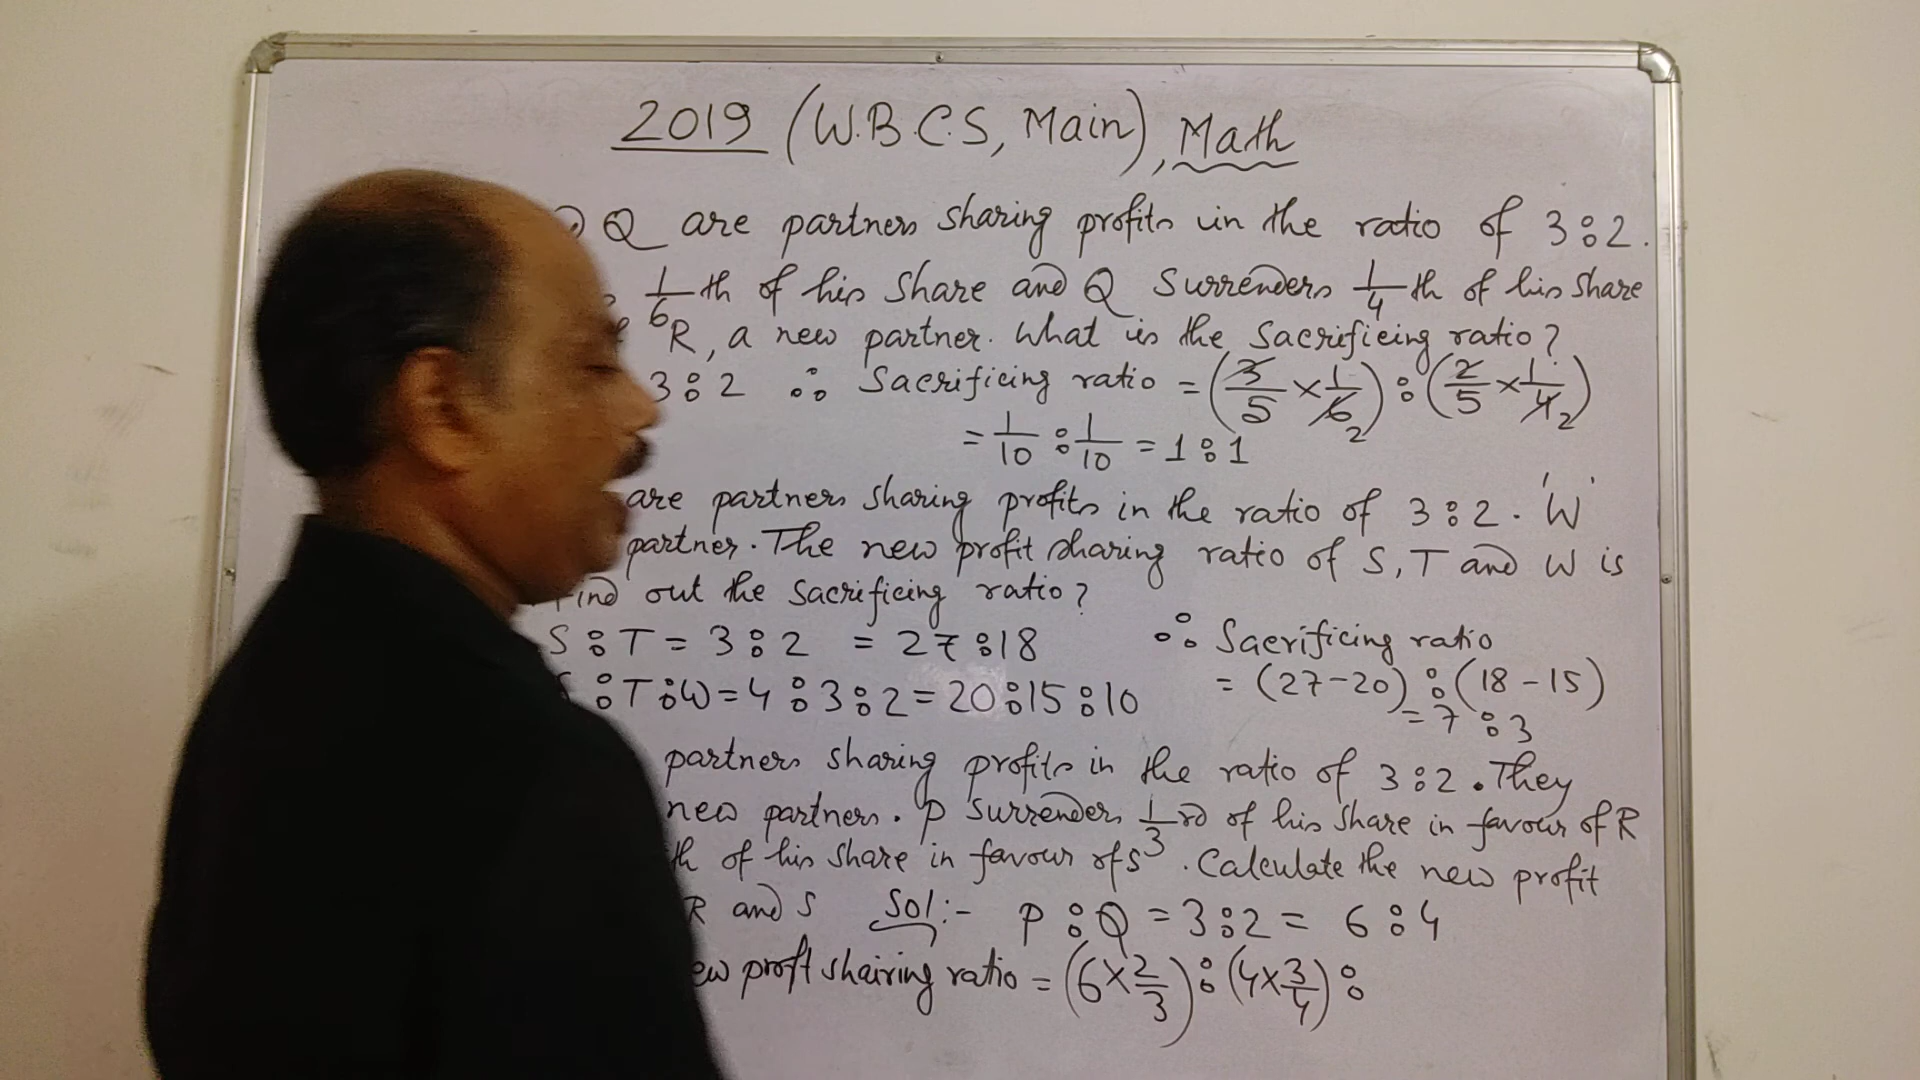 2019 (W.B.C.S, Main), Math
Q are partners sharing profits in the ratio of 3:2.
1/6 th of his share and Q surrenders 1/4 th of his share
R, a new partner. What is the sacrificing ratio?
3:2 ∴ Sacrificing ratio = (3/5 × 1/6 2) : (2/5 × 1/4 2)
= 1/10 : 1/10 = 1:1
are partners sharing profits in the ratio of 3:2. 'W'
partner. The new profit sharing ratio of S, T and W is
find out the sacrificing ratio?
S:T = 3:2 = 27:18 ∴ Sacrificing ratio
:T:W = 4:3:2 = 20:15:10 = (27-20) : (18-15)
= 7:3
partners sharing profits in the ratio of 3:2. They
new partners. P surrenders 1/3 rd of his share in favour of R
th of his share in favour of S. Calculate the new profit
R and S Sol:- P:Q = 3:2 = 6:4
ew proft shairing ratio = (6×2/3) : (4×3/4) :